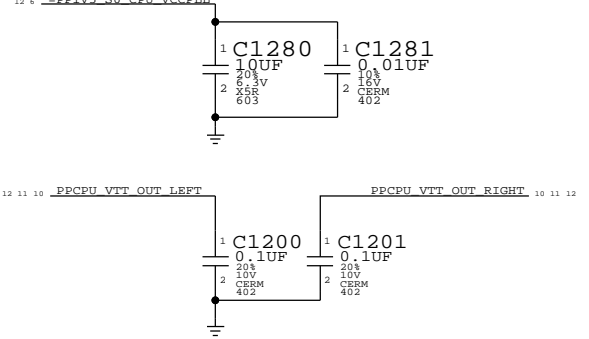 1 C1280
10UF
20%
6.3V
2 X5R
603
1 C1281
0.01UF
10%
16V
2 CERM
402
12 11 10 PPCPU_VTT_OUT_LEFT
PPCPU_VTT_OUT_RIGHT 10 11 12
1 C1200
0.1UF
20%
10V
2 CERM
402
1 C1201
0.1UF
20%
10V
2 CERM
402